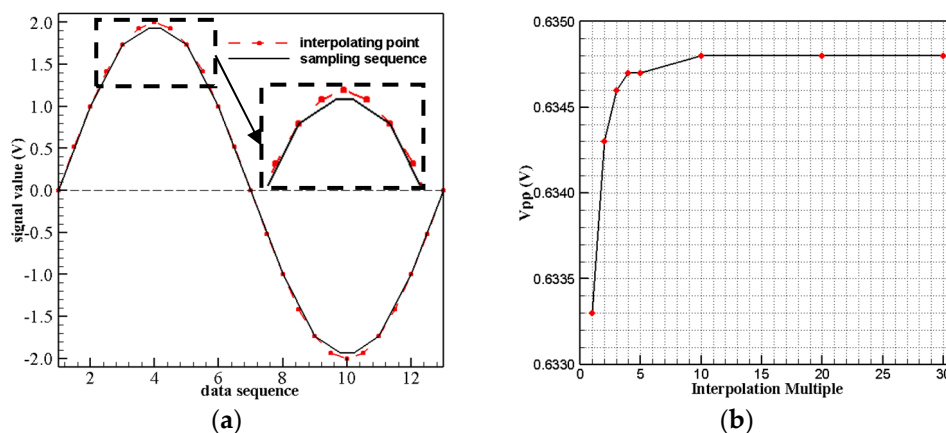 2.0
1.5
1.0
0.5
0.0
-0.5
-1.0
-1.5
-2.0
signal value (V)
interpolating point
sampling sequence
2 4 6 8 10 12
data sequence
(a)
0.6350
0.6345
0.6340
0.6335
0.6330
Vpp (V)
0 5 10 15 20 25 30
Interpolation Multiple
(b)